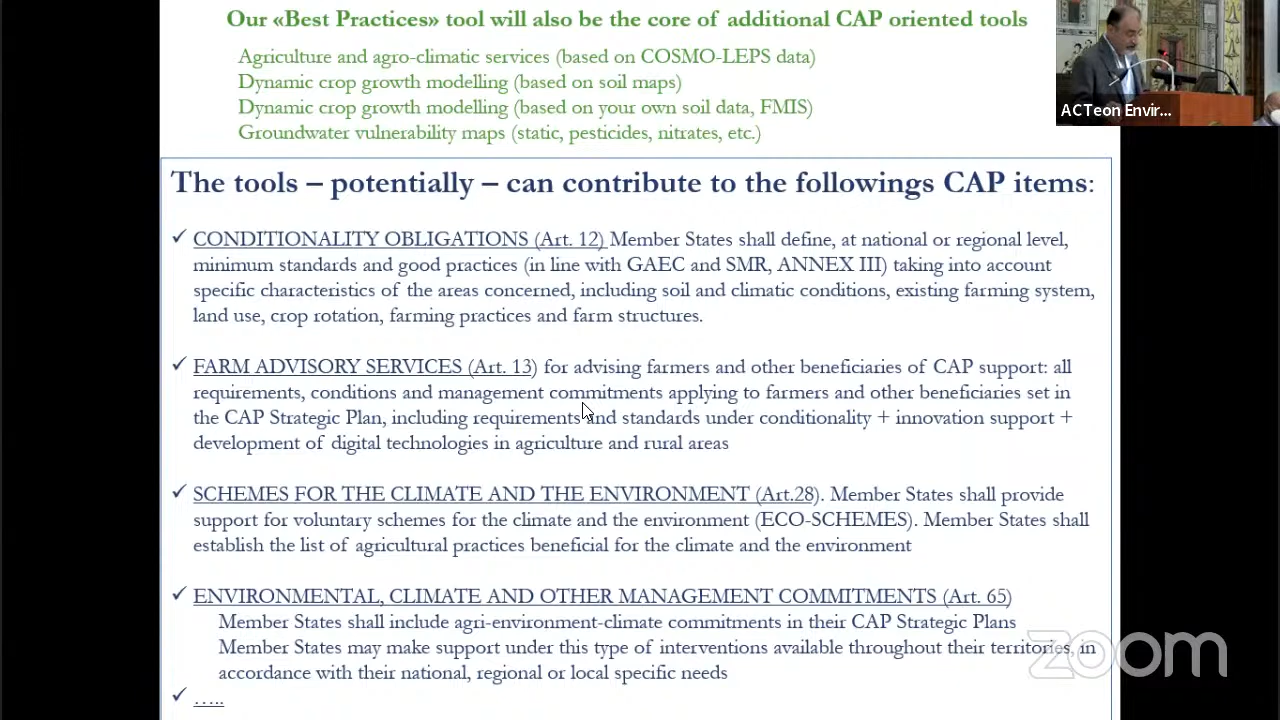 Our «Best Practices» tool will also be the core of additional CAP oriented tools
Agriculture and agro-climatic services (based on COSMO-LEPS data)
Dynamic crop growth modelling (based on soil maps)
Dynamic crop growth modelling (based on your own soil data, FMIS)
Groundwater vulnerability maps (static, pesticides, nitrates, etc.)
ACTeon Envir...
The tools – potentially – can contribute to the followings CAP items:
✓ CONDITIONALITY OBLIGATIONS (Art. 12) Member States shall define, at national or regional level,
minimum standards and good practices (in line with GAEC and SMR, ANNEX III) taking into account
specific characteristics of the areas concerned, including soil and climatic conditions, existing farming system,
land use, crop rotation, farming practices and farm structures.
✓ FARM ADVISORY SERVICES (Art. 13) for advising farmers and other beneficiaries of CAP support: all
requirements, conditions and management commitments applying to farmers and other beneficiaries set in
the CAP Strategic Plan, including requirements and standards under conditionality + innovation support +
development of digital technologies in agriculture and rural areas
✓ SCHEMES FOR THE CLIMATE AND THE ENVIRONMENT (Art.28). Member States shall provide
support for voluntary schemes for the climate and the environment (ECO-SCHEMES). Member States shall
establish the list of agricultural practices beneficial for the climate and the environment
✓ ENVIRONMENTAL, CLIMATE AND OTHER MANAGEMENT COMMITMENTS (Art. 65)
Member States shall include agri-environment-climate commitments in their CAP Strategic Plans
Member States may make support under this type of interventions available throughout their territories, in
accordance with their national, regional or local specific needs
✓ .....
zoom